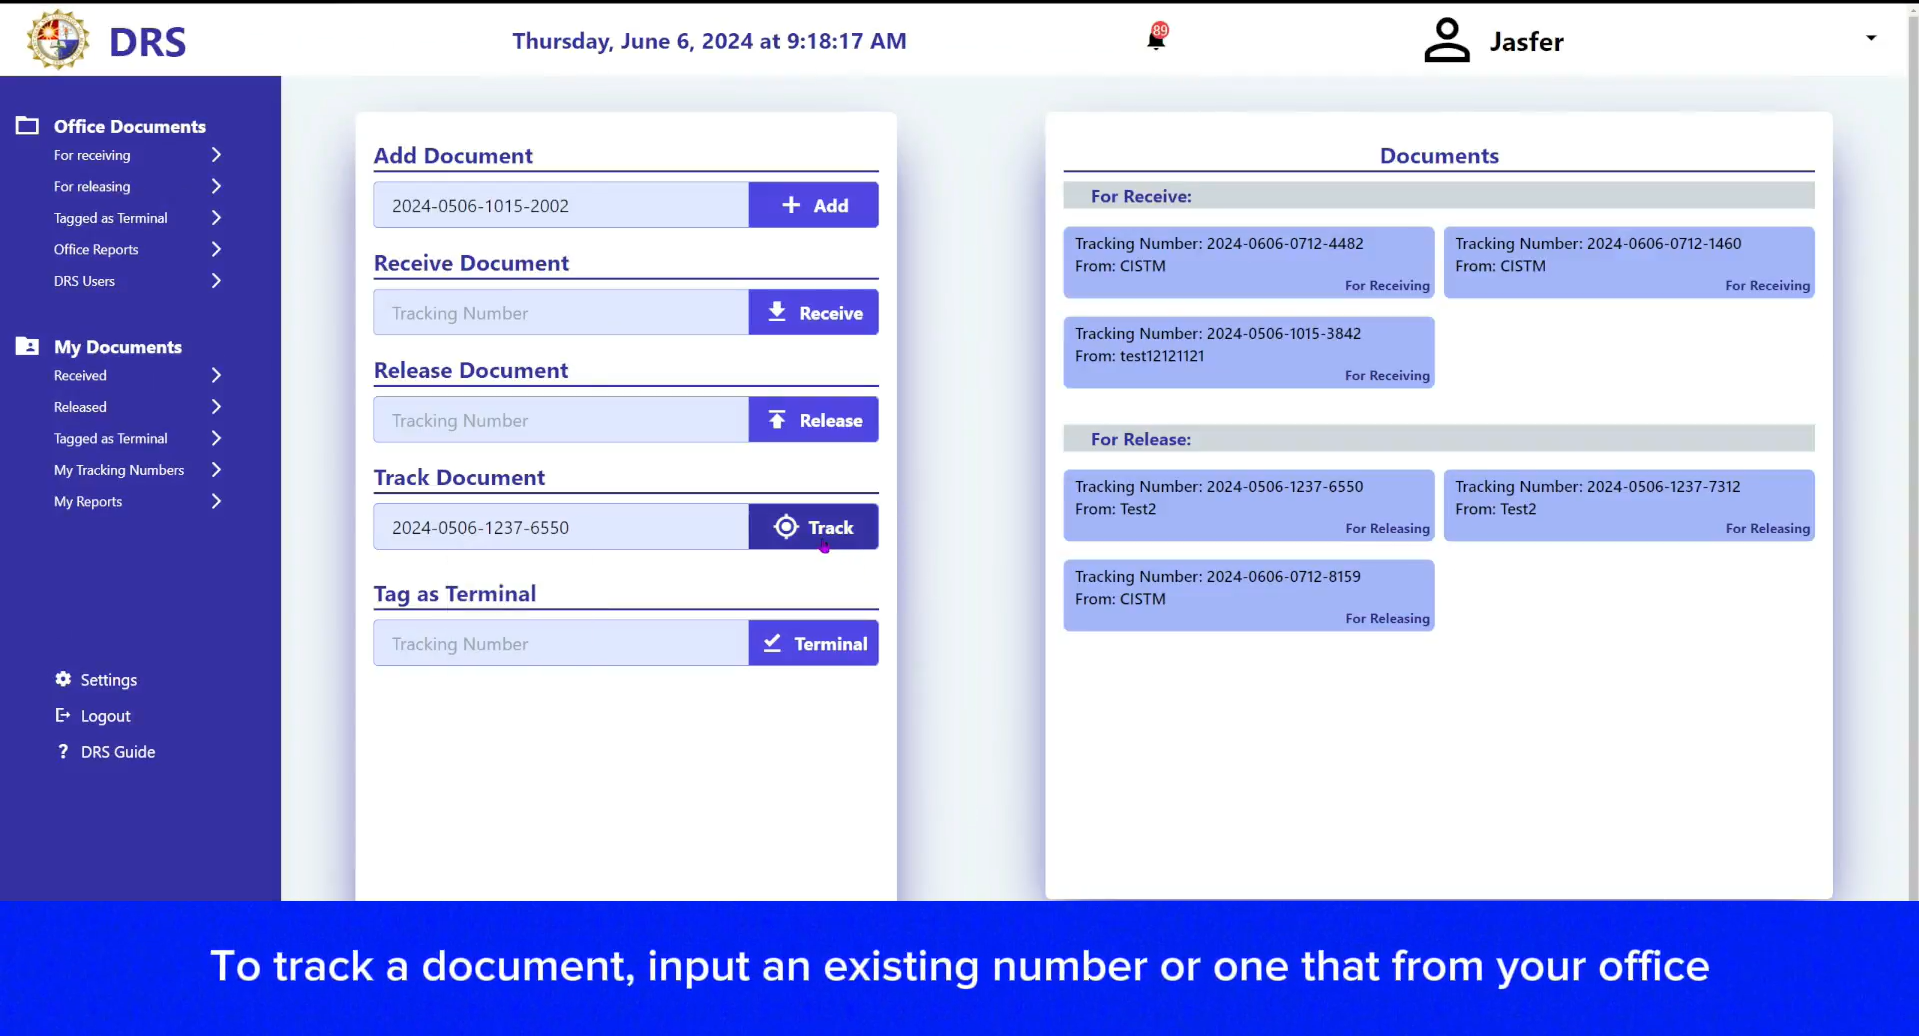 DRS
Thursday, June 6, 2024 at 9:18:17 AM
89
Jasfer
Office Documents
For receiving
For releasing
Tagged as Terminal
Office Reports
DRS Users
My Documents
Received
Released
Tagged as Terminal
My Tracking Numbers
My Reports
Settings
Logout
? DRS Guide
Add Document
2024-0506-1015-2002
+ Add
Receive Document
Tracking Number
Receive
Release Document
Tracking Number
Release
Track Document
2024-0506-1237-6550
Track
Tag as Terminal
Tracking Number
Terminal
Documents
For Receive:
Tracking Number: 2024-0606-0712-4482
From: CISTM
For Receiving
Tracking Number: 2024-0606-0712-1460
From: CISTM
For Receiving
Tracking Number: 2024-0506-1015-3842
From: test12121121
For Receiving
For Release:
Tracking Number: 2024-0506-1237-6550
From: Test2
For Releasing
Tracking Number: 2024-0506-1237-7312
From: Test2
For Releasing
Tracking Number: 2024-0606-0712-8159
From: CISTM
For Releasing
To track a document, input an existing number or one that from your office